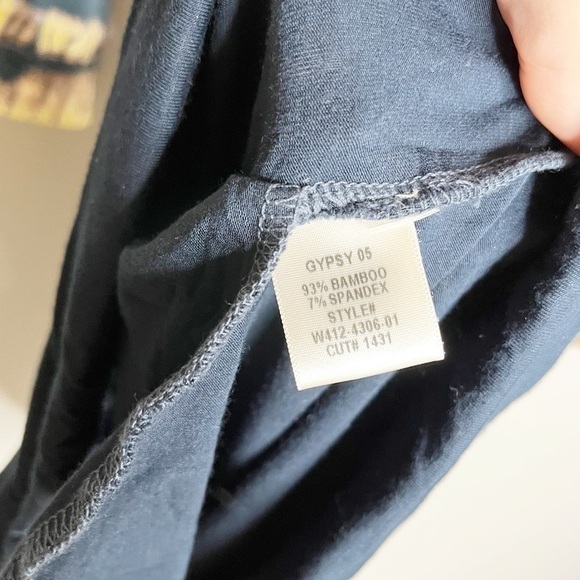 GYPSY 05
93% BAMBOO
7% SPANDEX
STYLE#
W412-4306-01
CUT# 1431